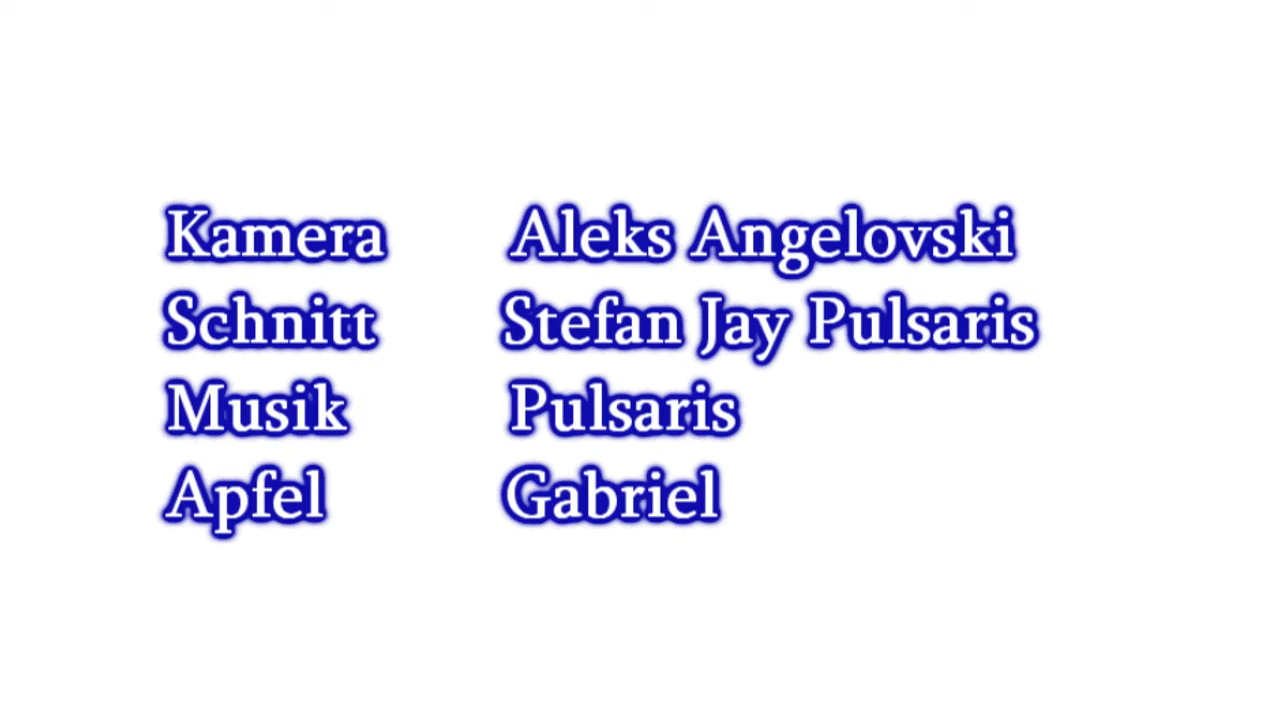 Kamera Aleks Angelovski
Schnitt Stefan Jay Pulsaris
Musik Pulsaris
Apfel Gabriel